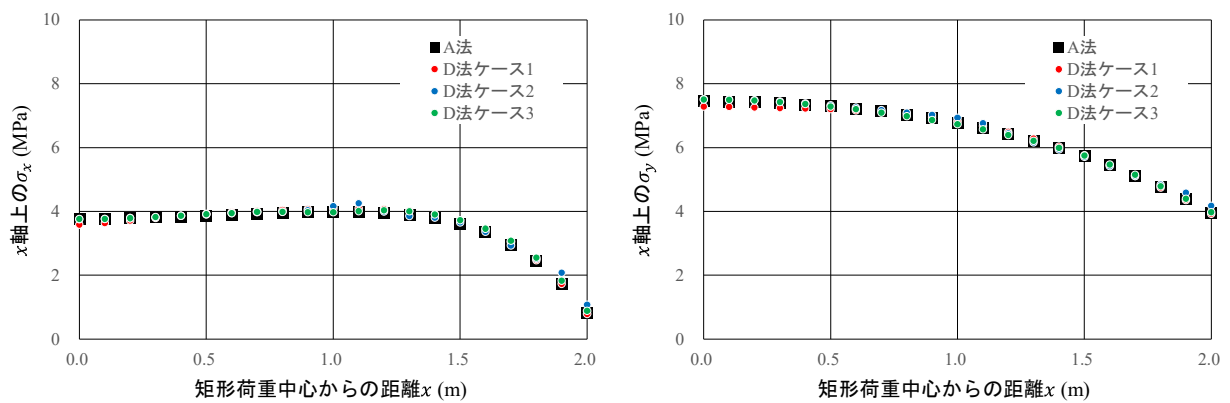 10
8
6
4
2
0
0.0 0.5 1.0 1.5 2.0
x軸上のσx (MPa)
矩形荷重中心からの距離x (m)
A法
D法ケース1
D法ケース2
D法ケース3
10
8
6
4
2
0
0.0 0.5 1.0 1.5 2.0
x軸上のσy (MPa)
矩形荷重中心からの距離x (m)
A法
D法ケース1
D法ケース2
D法ケース3